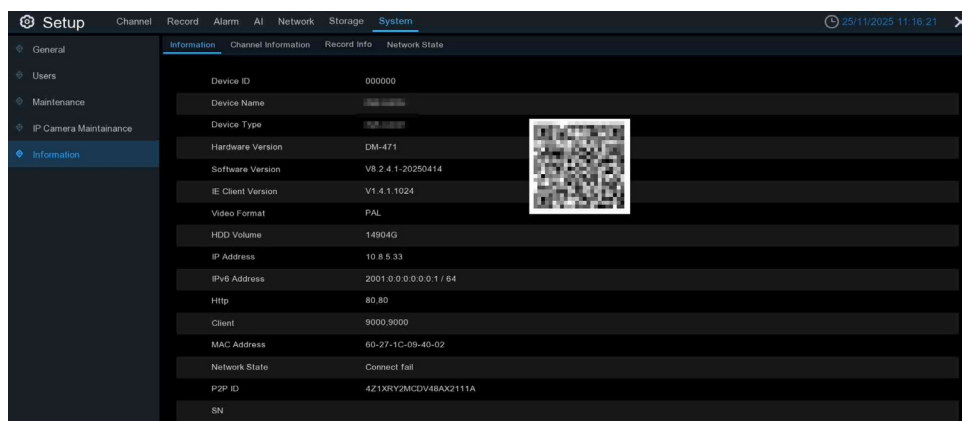 Setup Channel Record Alarm AI Network Storage System 25/11/2025 11:16:21
General
Users
Maintenance
IP Camera Maintainance
Information
Information Channel Information Record Info Network State
Device ID 000000
Device Name
Device Type
Hardware Version DM-471
Software Version V8.2.4.1-20250414
IE Client Version V1.4.1.1024
Video Format PAL
HDD Volume 14904G
IP Address 10.8.5.33
IPv6 Address 2001:0:0:0:0:0:0:1 / 64
Http 80,80
Client 9000,9000
MAC Address 60-27-1C-09-40-02
Network State Connect fail
P2P ID 4Z1XRY2MCDV48AX2111A
SN